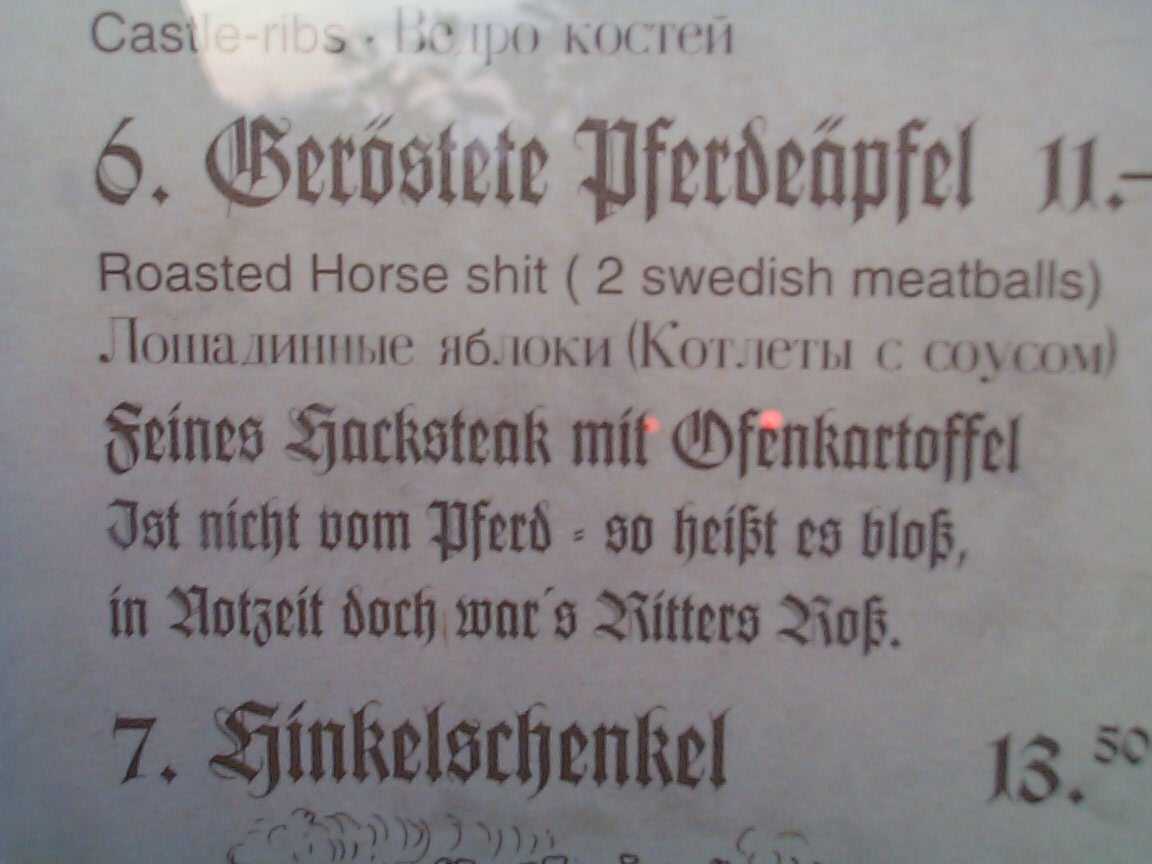 Castle-ribs · Ведро костей
6. Geröstete Pferdeäpfel 11.–
Roasted Horse shit ( 2 swedish meatballs)
Лошадинные яблоки (Котлеты с соусом)
Feines Hacksteak mit Ofenkartoffel
Ist nicht vom Pferd - so heißt es bloß,
in Notzeit doch war´s Ritters Roß.
7. Hinkelschenkel 13.50